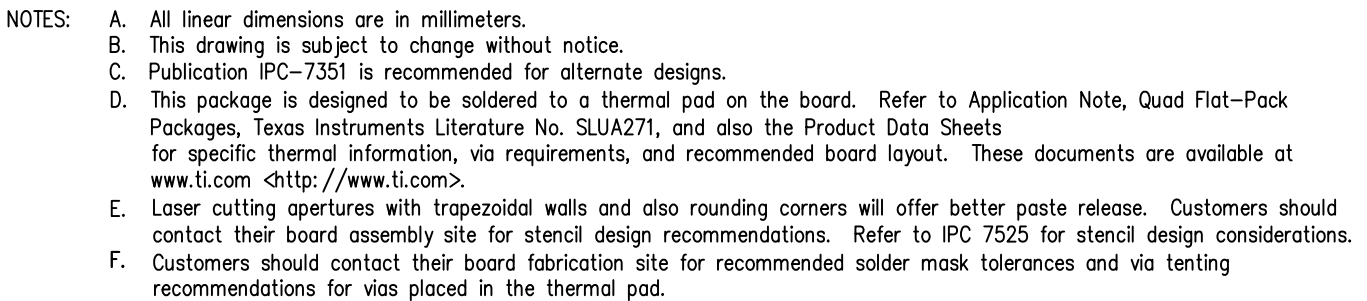 NOTES: A. All linear dimensions are in millimeters.
B. This drawing is subject to change without notice.
C. Publication IPC-7351 is recommended for alternate designs.
D. This package is designed to be soldered to a thermal pad on the board. Refer to Application Note, Quad Flat-Pack
Packages, Texas Instruments Literature No. SLUA271, and also the Product Data Sheets
for specific thermal information, via requirements, and recommended board layout. These documents are available at
www.ti.com <http://www.ti.com>.
E. Laser cutting apertures with trapezoidal walls and also rounding corners will offer better paste release. Customers should
contact their board assembly site for stencil design recommendations. Refer to IPC 7525 for stencil design considerations.
F. Customers should contact their board fabrication site for recommended solder mask tolerances and via tenting
recommendations for vias placed in the thermal pad.